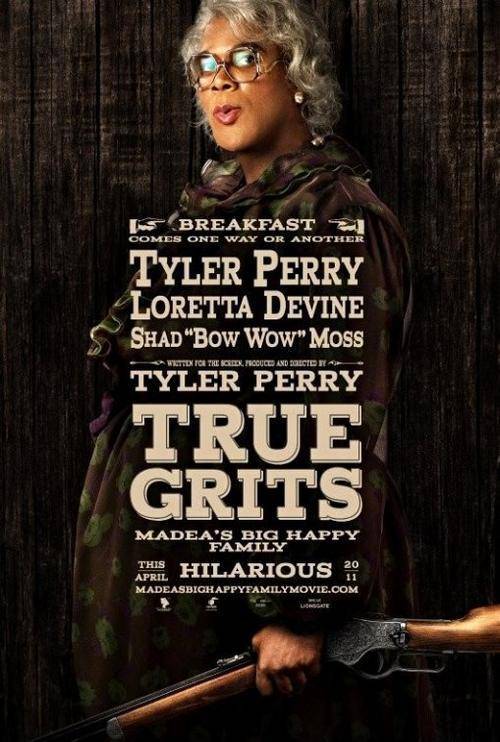 BREAKFAST
COMES ONE WAY OR ANOTHER
TYLER PERRY
LORETTA DEVINE
SHAD "BOW WOW" MOSS
WRITTEN FOR THE SCREEN, PRODUCED AND DIRECTED BY
TYLER PERRY
TRUE
GRITS
MADEA'S BIG HAPPY
FAMILY
THIS APRIL HILARIOUS 20 11
MADEASBIGHAPPYFAMILYMOVIE.COM
LIONSGATE